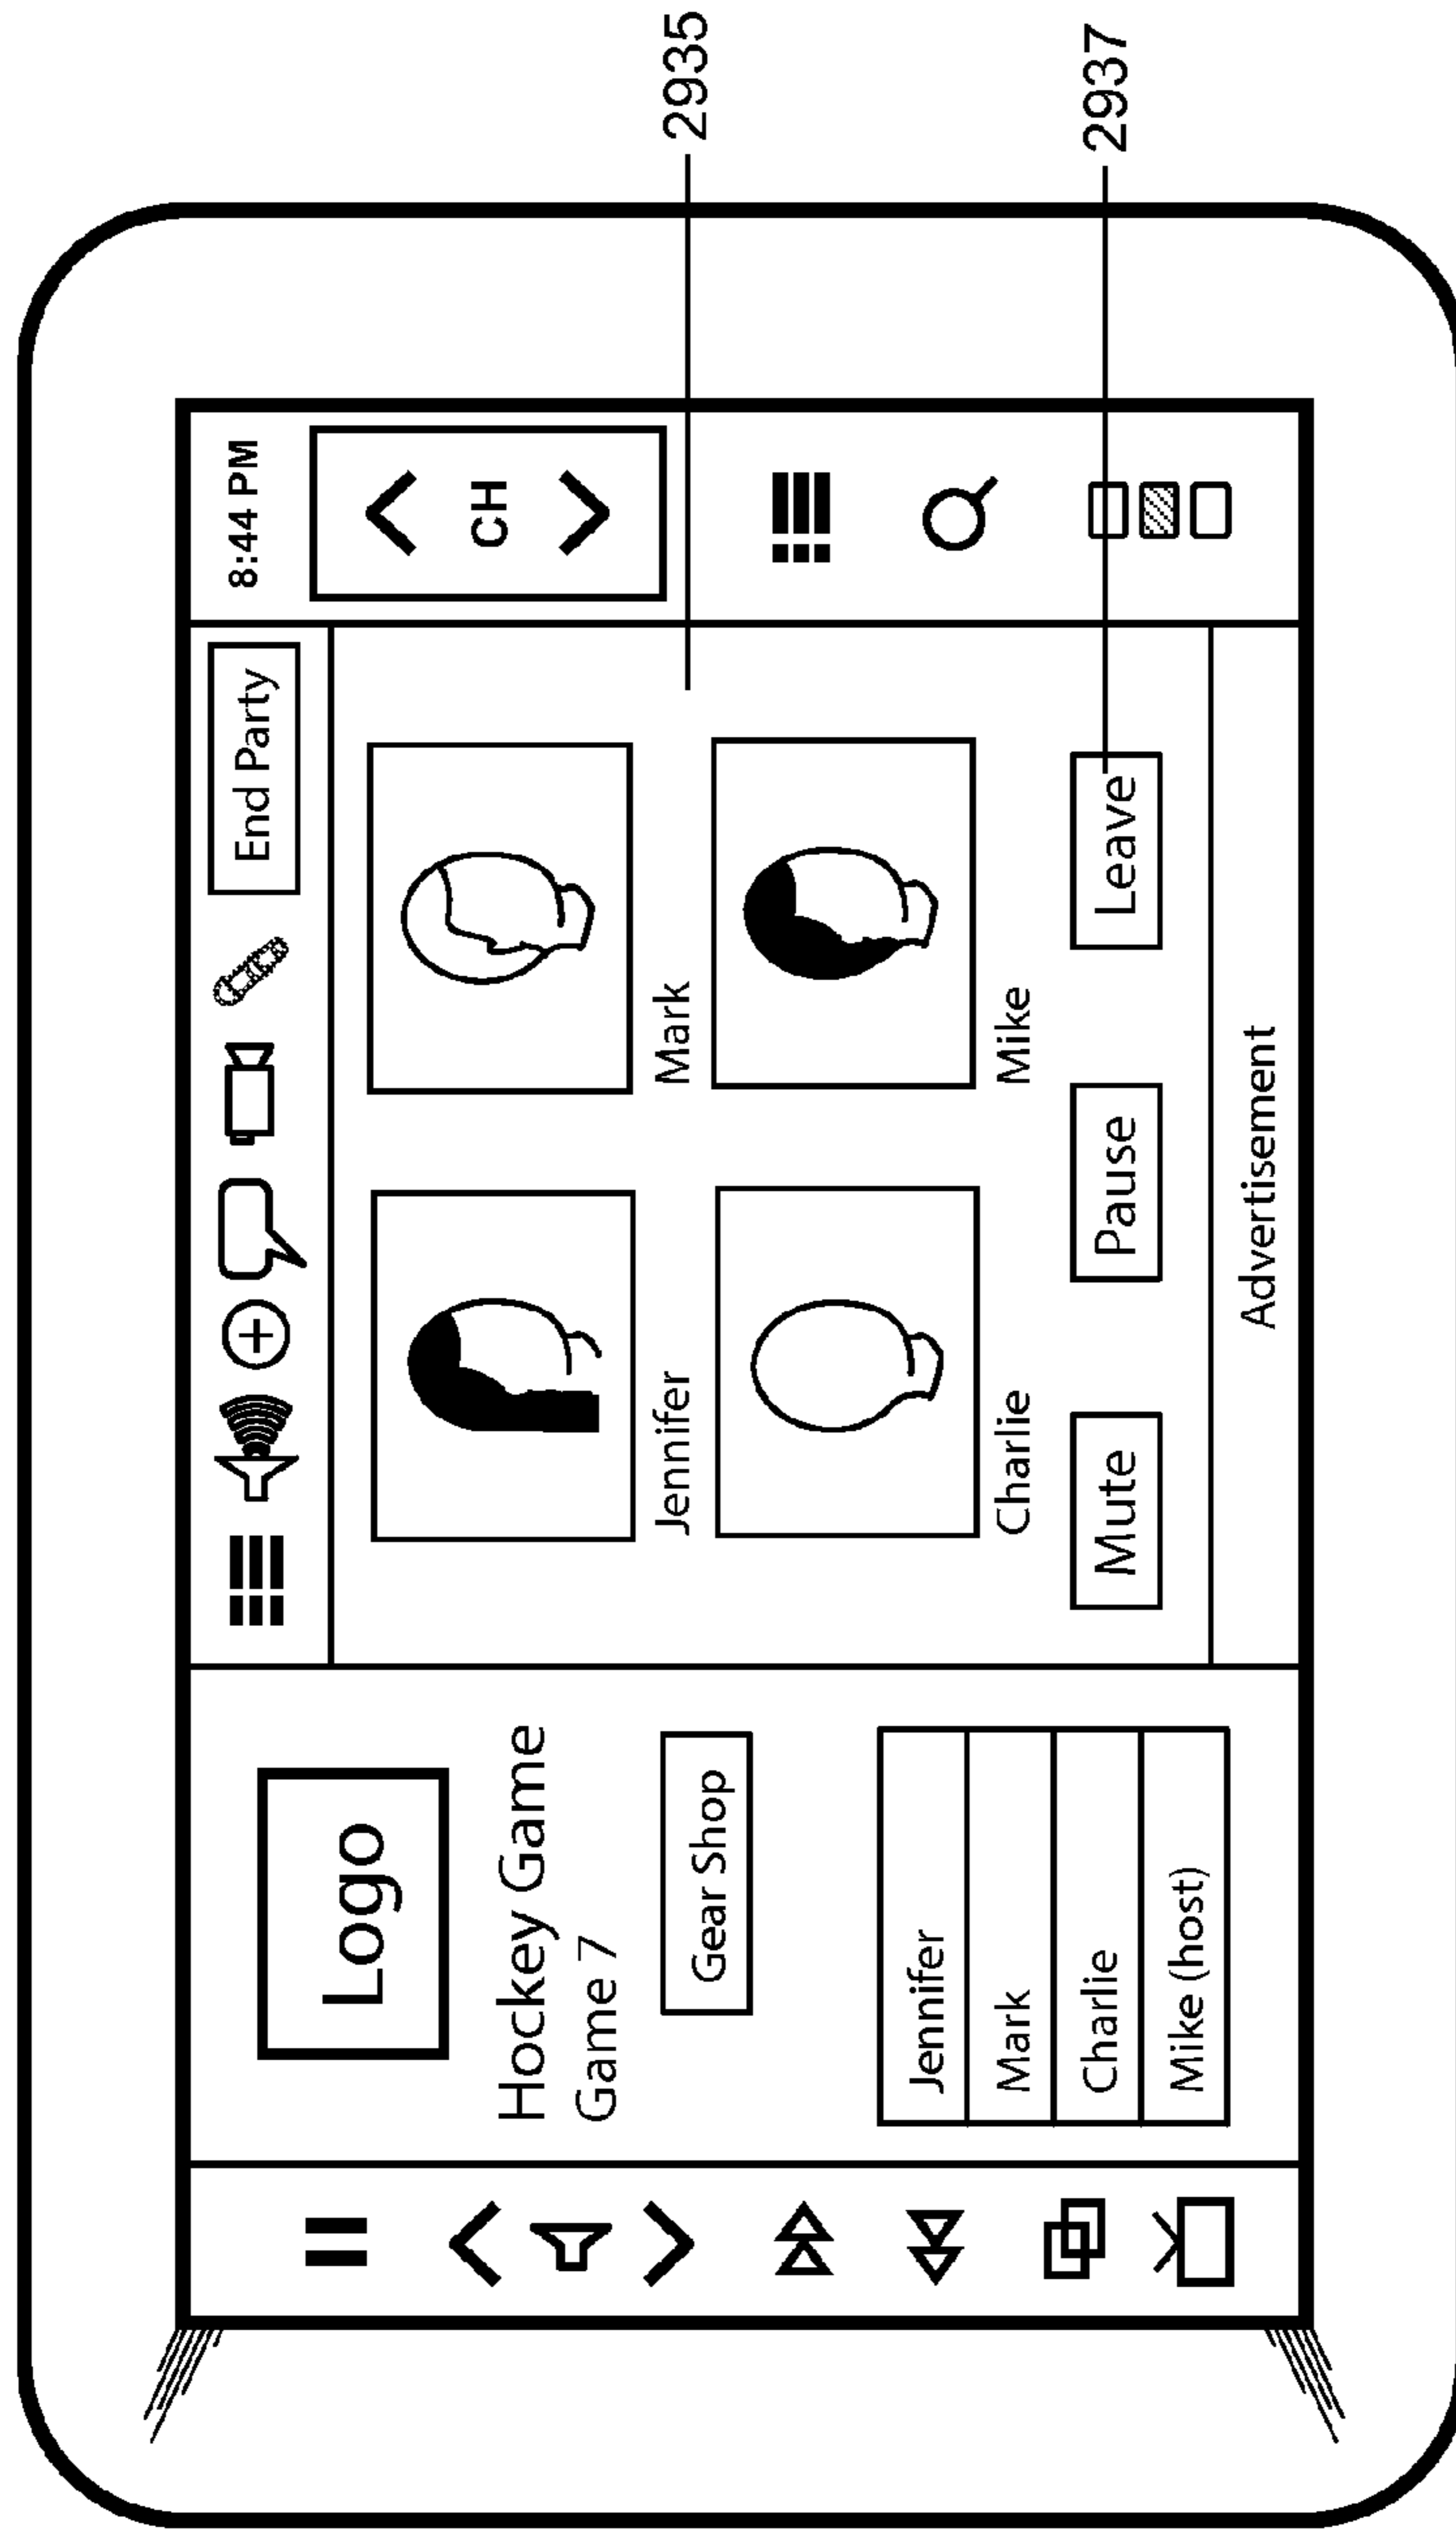 Logo
Hockey Game
Game 7
Gear Shop
Jennifer
Mark
Charlie
Mike (host)
End Party
Jennifer
Mark
Charlie
Mike
Mute
Pause
Leave
Advertisement
8:44 PM
CH
2935
2937